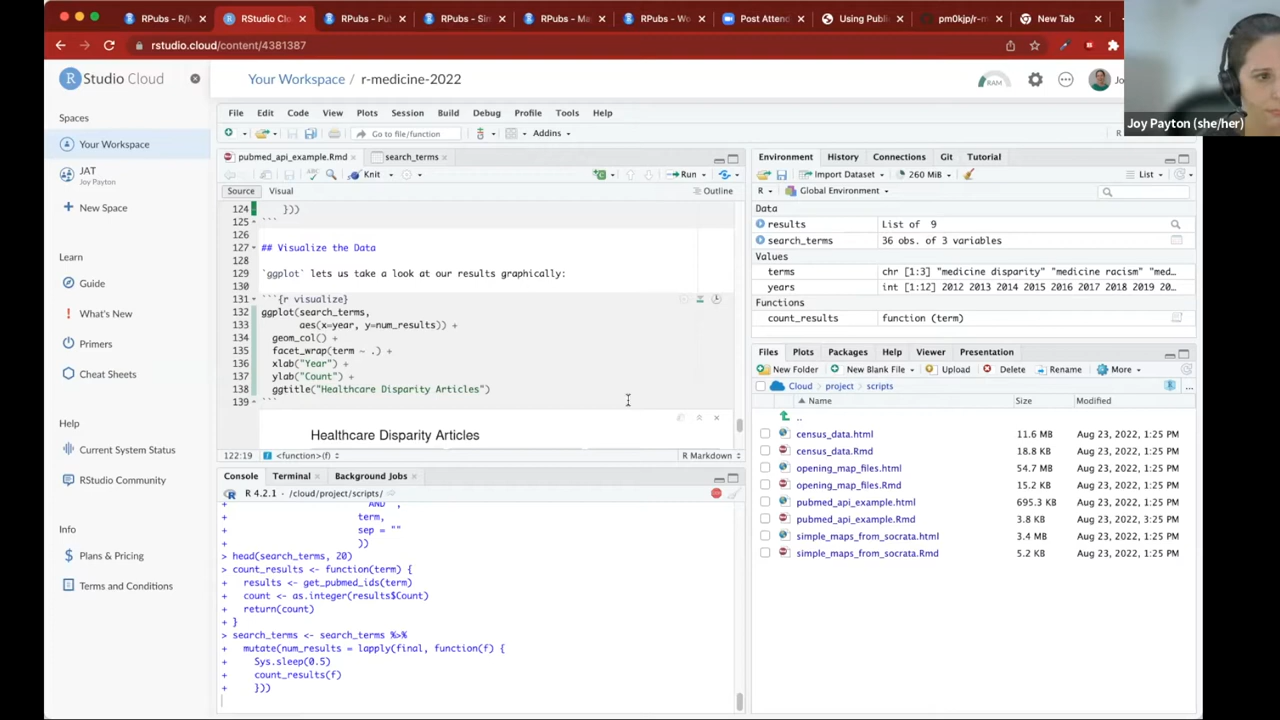 RPubs - R/M
RStudio Clo
RPubs - Pul
RPubs - Sim
RPubs - Ma
RPubs - Wo
Post Attend
Using Publi
pm0kjp/r-m
New Tab
rstudio.cloud/content/4381387
R Studio Cloud
Your Workspace / r-medicine-2022
RAM
Jo
Joy Payton (she/her)
Spaces
Your Workspace
JAT
Joy Payton
New Space
Learn
Guide
What's New
Primers
Cheat Sheets
Help
Current System Status
RStudio Community
Info
Plans & Pricing
Terms and Conditions
File Edit Code View Plots Session Build Debug Profile Tools Help
Go to file/function
Addins
R
pubmed_api_example.Rmd
search_terms
Knit
Run
Source Visual
Outline
124 }))
125 ```
126
127 ## Visualize the Data
128
129 `ggplot` lets us take a look at our results graphically:
130
131 ```{r visualize}
132 ggplot(search_terms,
133 aes(x=year, y=num_results)) +
134 geom_col() +
135 facet_wrap(term ~ .) +
136 xlab("Year") +
137 ylab("Count") +
138 ggtitle("Healthcare Disparity Articles")
139 ```
Healthcare Disparity Articles
122:19 <function>(f)
R Markdown
Console Terminal Background Jobs
R 4.2.1 · /cloud/project/scripts/
+ "AND ",
+ term,
+ sep = ""
+ ))
> head(search_terms, 20)
> count_results <- function(term) {
+ results <- get_pubmed_ids(term)
+ count <- as.integer(results$Count)
+ return(count)
+ }
> search_terms <- search_terms %>%
+ mutate(num_results = lapply(final, function(f) {
+ Sys.sleep(0.5)
+ count_results(f)
+ }))
Environment History Connections Git Tutorial
Import Dataset
260 MiB
List
R
Global Environment
Data
results List of 9
search_terms 36 obs. of 3 variables
Values
terms chr [1:3] "medicine disparity" "medicine racism" "med…
years int [1:12] 2012 2013 2014 2015 2016 2017 2018 2019 20…
Functions
count_results function (term)
Files Plots Packages Help Viewer Presentation
New Folder
New Blank File
Upload
Delete
Rename
More
Cloud project scripts
...
Name Size Modified
..
census_data.html 11.6 MB Aug 23, 2022, 1:25 PM
census_data.Rmd 18.8 KB Aug 23, 2022, 1:25 PM
opening_map_files.html 54.7 MB Aug 23, 2022, 1:25 PM
opening_map_files.Rmd 15.2 KB Aug 23, 2022, 1:25 PM
pubmed_api_example.html 695.3 KB Aug 23, 2022, 1:25 PM
pubmed_api_example.Rmd 3.8 KB Aug 23, 2022, 3:25 PM
simple_maps_from_socrata.html 3.4 MB Aug 23, 2022, 1:25 PM
simple_maps_from_socrata.Rmd 5.2 KB Aug 23, 2022, 1:25 PM